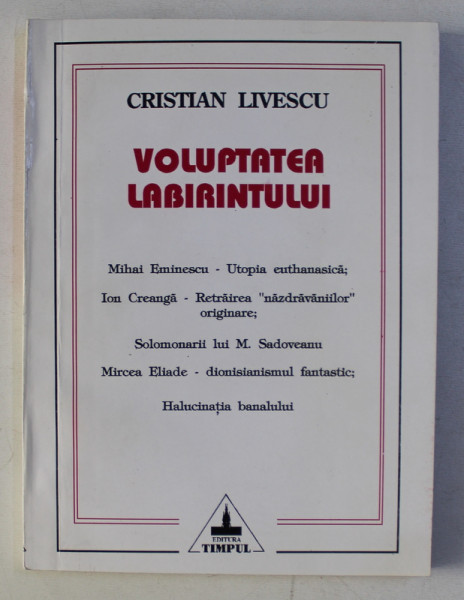 CRISTIAN LIVESCU
VOLUPTATEA
LABIRINTULUI
Mihai Eminescu - Utopia euthanasică;
Ion Creangă - Retrăirea "năzdrăvăniilor"
originare;
Solomonarii lui M. Sadoveanu
Mircea Eliade - dionisianismul fantastic;
Halucinaţia banalului
EDITURA
TIMPUL